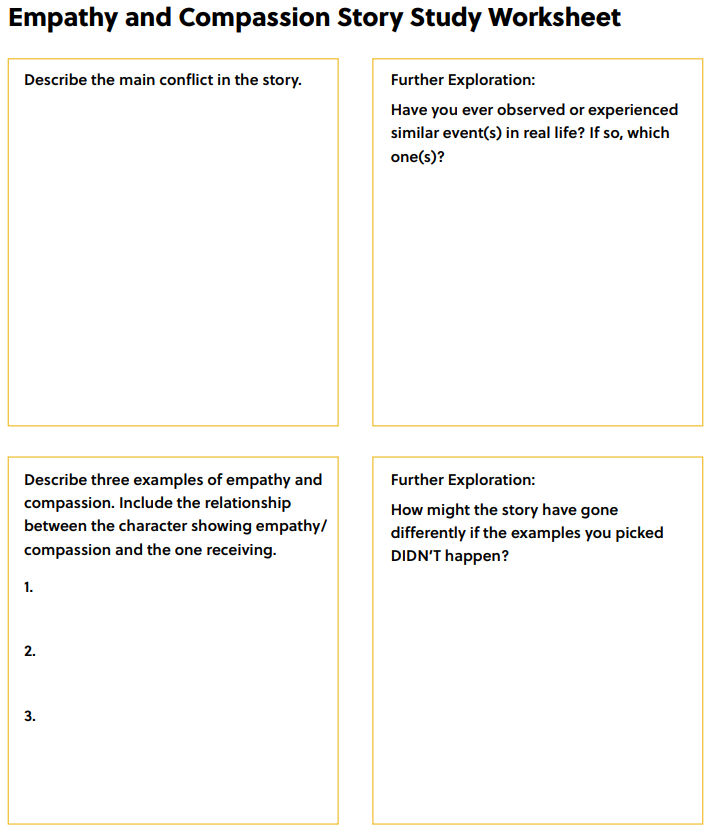 Empathy and Compassion Story Study Worksheet
Describe the main conflict in the story.
Further Exploration:
Have you ever observed or experienced
similar event(s) in real life? If so, which
one(s)?
Describe three examples of empathy and
compassion. Include the relationship
between the character showing empathy/
compassion and the one receiving.
1.
2.
3.
Further Exploration:
How might the story have gone
differently if the examples you picked
DIDN'T happen?